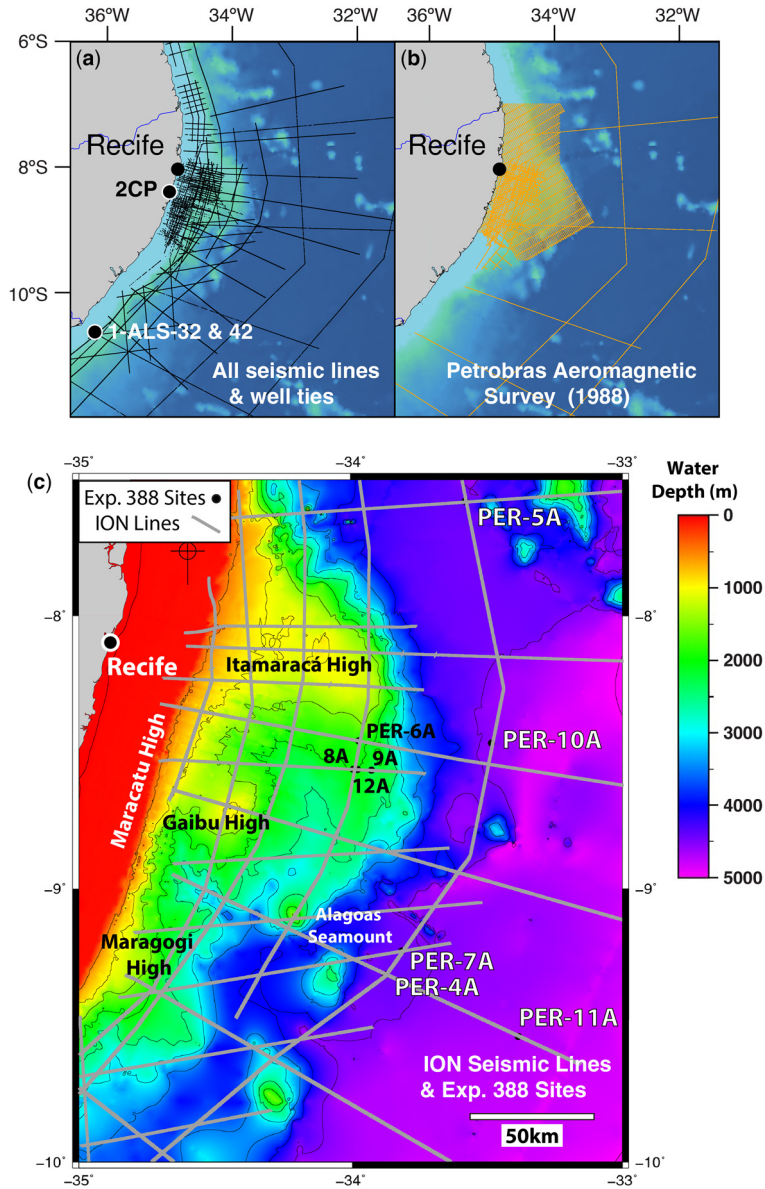 36°W 34°W 32°W 36°W 34°W 32°W
6°S
(a)
(b)
Recife
Recife
8°S
2CP
10°S
1-ALS-32 & 42
All seismic lines
& well ties
Petrobras Aeromagnetic
Survey (1988)
(c)
−35° −34° −33°
Water
Depth (m)
Exp. 388 Sites
ION Lines
PER-5A
0
1000
2000
3000
4000
5000
−8°
Recife
Itamaracá High
Maracatu High
PER-6A
PER-10A
8A 9A
12A
Gaibu High
−9°
Alagoas
Seamount
Maragogi
High
PER-7A
PER-4A
PER-11A
ION Seismic Lines
& Exp. 388 Sites
50km
−10° −10°
−35° −34° −33°